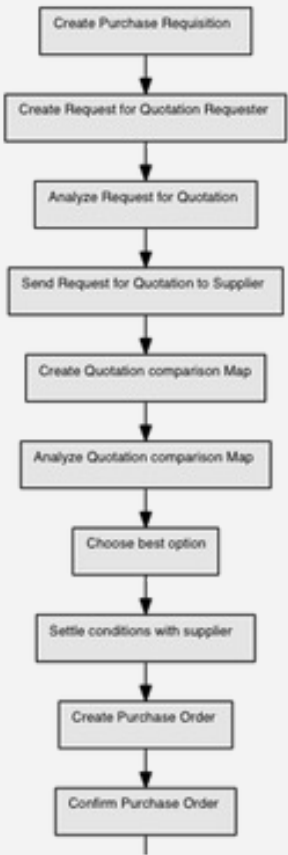 Create Purchase Requisition
Create Request for Quotation Requester
Analyze Request for Quotation
Send Request for Quotation to Supplier
Create Quotation comparison Map
Analyze Quotation comparison Map
Choose best option
Settle conditions with supplier
Create Purchase Order
Confirm Purchase Order